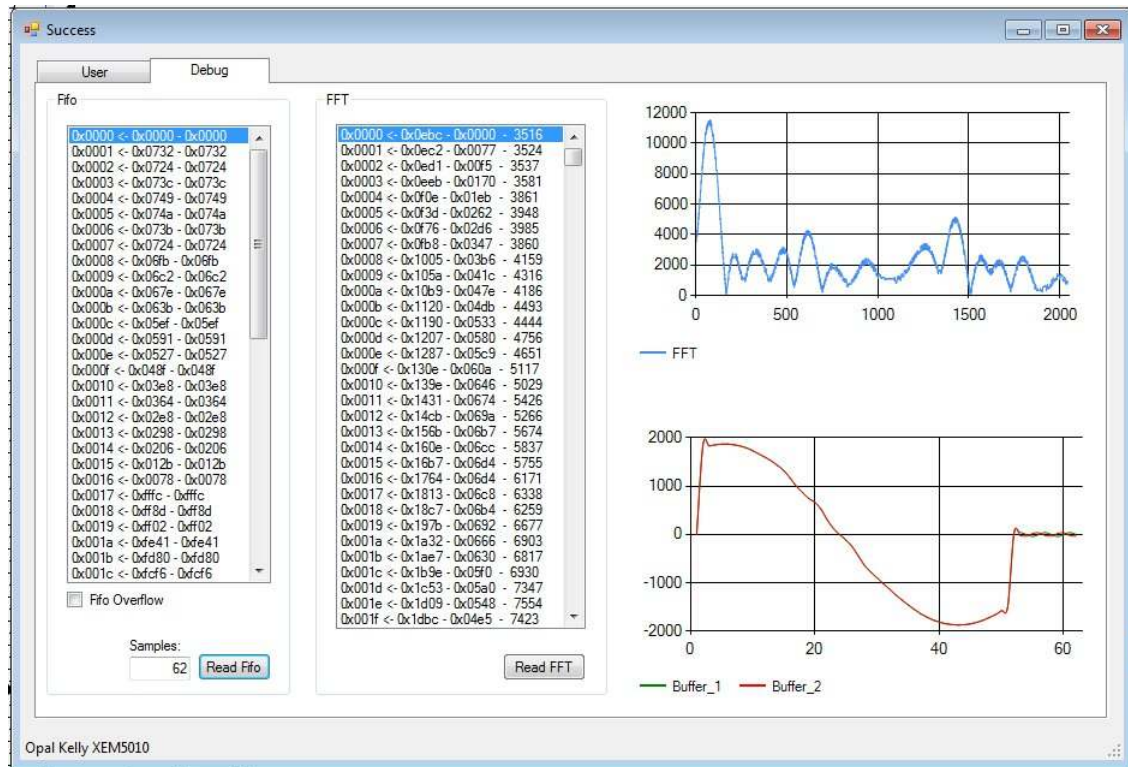 Success
User Debug
Fifo
0x0000 <- 0x0000 - 0x0000
0x0001 <- 0x0732 - 0x0732
0x0002 <- 0x0724 - 0x0724
0x0003 <- 0x073c - 0x073c
0x0004 <- 0x0749 - 0x0749
0x0005 <- 0x074a - 0x074a
0x0006 <- 0x073b - 0x073b
0x0007 <- 0x0724 - 0x0724
0x0008 <- 0x06fb - 0x06fb
0x0009 <- 0x06c2 - 0x06c2
0x000a <- 0x067e - 0x067e
0x000b <- 0x063b - 0x063b
0x000c <- 0x05ef - 0x05ef
0x000d <- 0x0591 - 0x0591
0x000e <- 0x0527 - 0x0527
0x000f <- 0x048f - 0x048f
0x0010 <- 0x03e8 - 0x03e8
0x0011 <- 0x0364 - 0x0364
0x0012 <- 0x02e8 - 0x02e8
0x0013 <- 0x0298 - 0x0298
0x0014 <- 0x0206 - 0x0206
0x0015 <- 0x012b - 0x012b
0x0016 <- 0x0078 - 0x0078
0x0017 <- 0xfffc - 0xfffc
0x0018 <- 0xff8d - 0xff8d
0x0019 <- 0xff02 - 0xff02
0x001a <- 0xfe41 - 0xfe41
0x001b <- 0xfd80 - 0xfd80
0x001c <- 0xfcf6 - 0xfcf6
Fifo Overflow
Samples:
62 Read Fifo
FFT
0x0000 <- 0x0ebc - 0x0000 - 3516
0x0001 <- 0x0ec2 - 0x0077 - 3524
0x0002 <- 0x0ed1 - 0x00f5 - 3537
0x0003 <- 0x0eeb - 0x0170 - 3581
0x0004 <- 0x0f0e - 0x01eb - 3861
0x0005 <- 0x0f3d - 0x0262 - 3948
0x0006 <- 0x0f76 - 0x02d6 - 3985
0x0007 <- 0x0fb8 - 0x0347 - 3860
0x0008 <- 0x1005 - 0x03b6 - 4159
0x0009 <- 0x105a - 0x041c - 4316
0x000a <- 0x10b9 - 0x047e - 4186
0x000b <- 0x1120 - 0x04db - 4493
0x000c <- 0x1190 - 0x0533 - 4444
0x000d <- 0x1207 - 0x0580 - 4756
0x000e <- 0x1287 - 0x05c9 - 4651
0x000f <- 0x130e - 0x060a - 5117
0x0010 <- 0x139e - 0x0646 - 5029
0x0011 <- 0x1431 - 0x0674 - 5426
0x0012 <- 0x14cb - 0x069a - 5266
0x0013 <- 0x156b - 0x06b7 - 5674
0x0014 <- 0x160e - 0x06cc - 5837
0x0015 <- 0x16b7 - 0x06d4 - 5755
0x0016 <- 0x1764 - 0x06d4 - 6171
0x0017 <- 0x1813 - 0x06c8 - 6338
0x0018 <- 0x18c7 - 0x06b4 - 6259
0x0019 <- 0x197b - 0x0692 - 6677
0x001a <- 0x1a32 - 0x0666 - 6903
0x001b <- 0x1ae7 - 0x0630 - 6817
0x001c <- 0x1b9e - 0x05f0 - 6930
0x001d <- 0x1c53 - 0x05a0 - 7347
0x001e <- 0x1d09 - 0x0548 - 7554
0x001f <- 0x1dbc - 0x04e5 - 7423
Read FFT
12000
10000
8000
6000
4000
2000
0
0 500 1000 1500 2000
FFT
2000
1000
0
-1000
-2000
0 20 40 60
Buffer_1 Buffer_2
Opal Kelly XEM5010